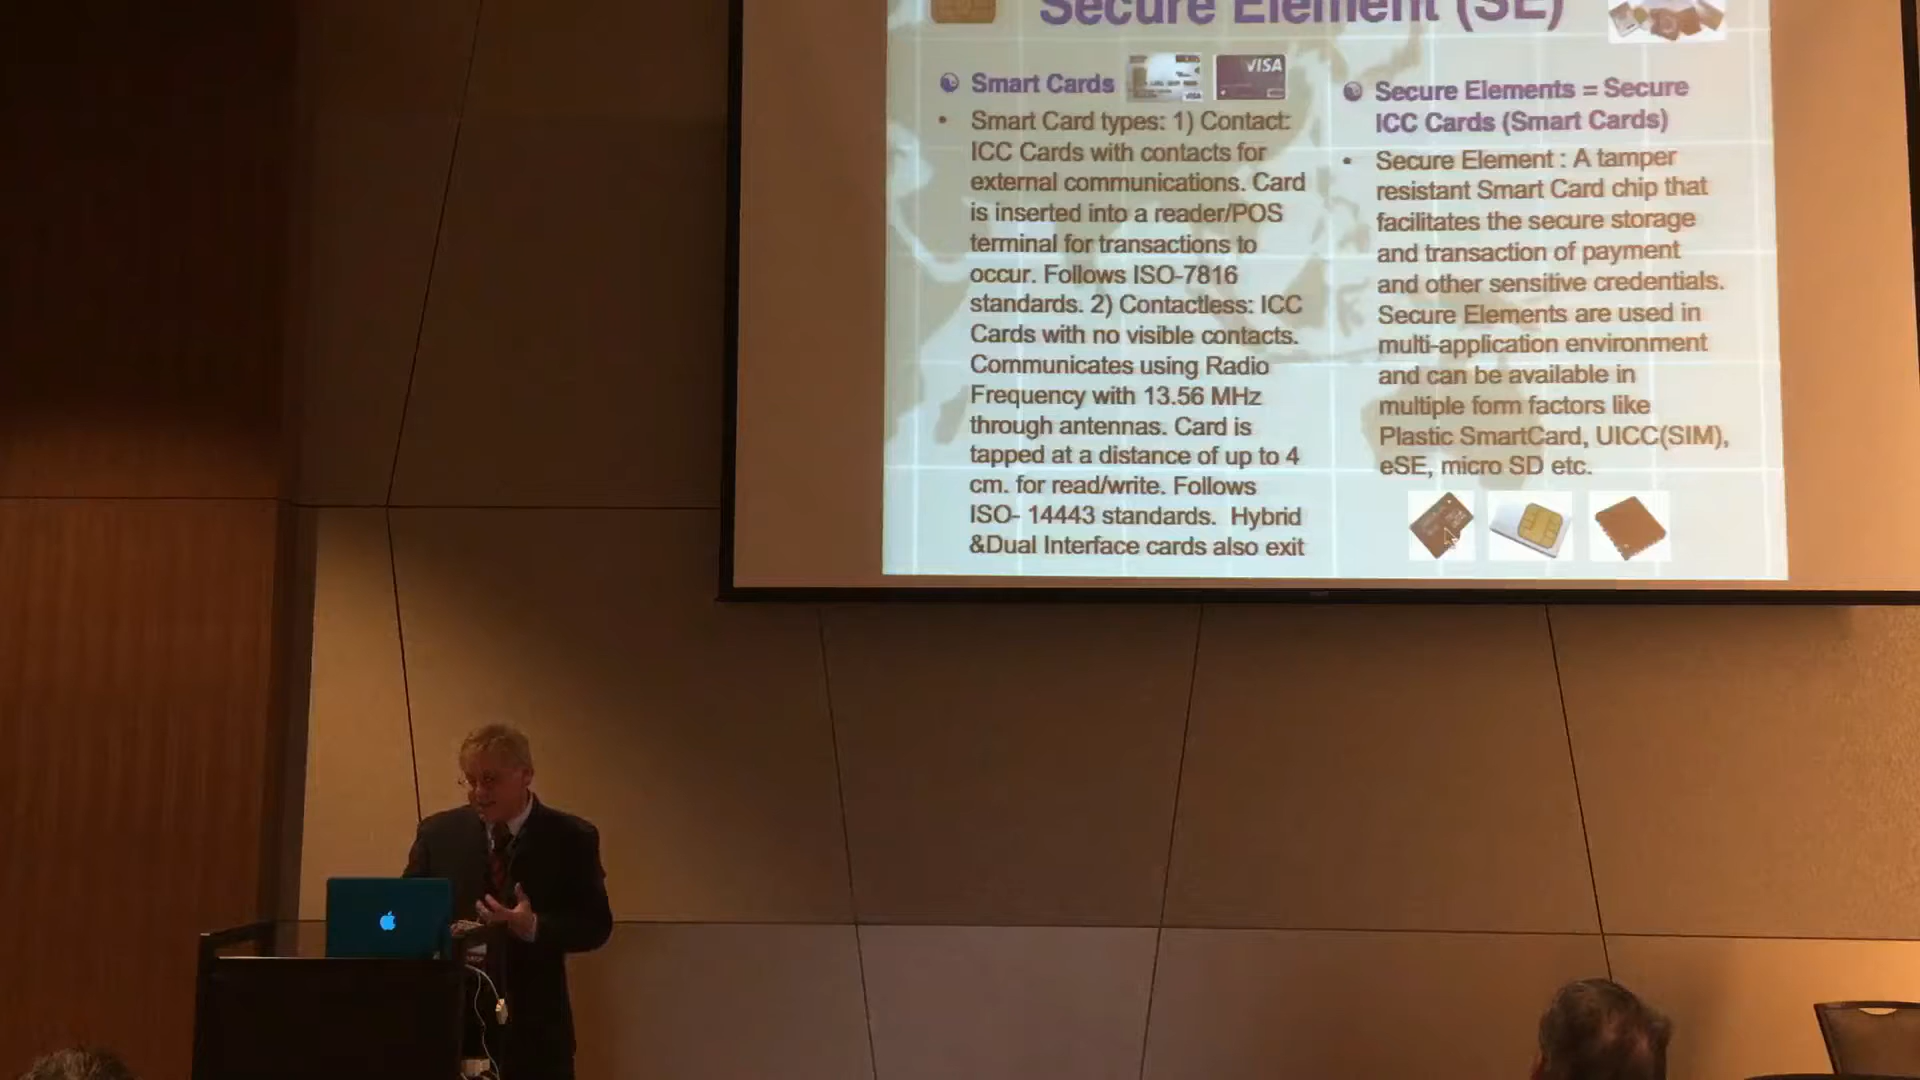 Secure Element (SE)
Smart Cards
VISA
VISA
Smart Card types: 1) Contact:
ICC Cards with contacts for
external communications. Card
is inserted into a reader/POS
terminal for transactions to
occur. Follows ISO-7816
standards. 2) Contactless: ICC
Cards with no visible contacts.
Communicates using Radio
Frequency with 13.56 MHz
through antennas. Card is
tapped at a distance of up to 4
cm. for read/write. Follows
ISO- 14443 standards. Hybrid
&Dual Interface cards also exit
Secure Elements = Secure
ICC Cards (Smart Cards)
Secure Element : A tamper
resistant Smart Card chip that
facilitates the secure storage
and transaction of payment
and other sensitive credentials.
Secure Elements are used in
multi-application environment
and can be available in
multiple form factors like
Plastic SmartCard, UICC(SIM),
eSE, micro SD etc.